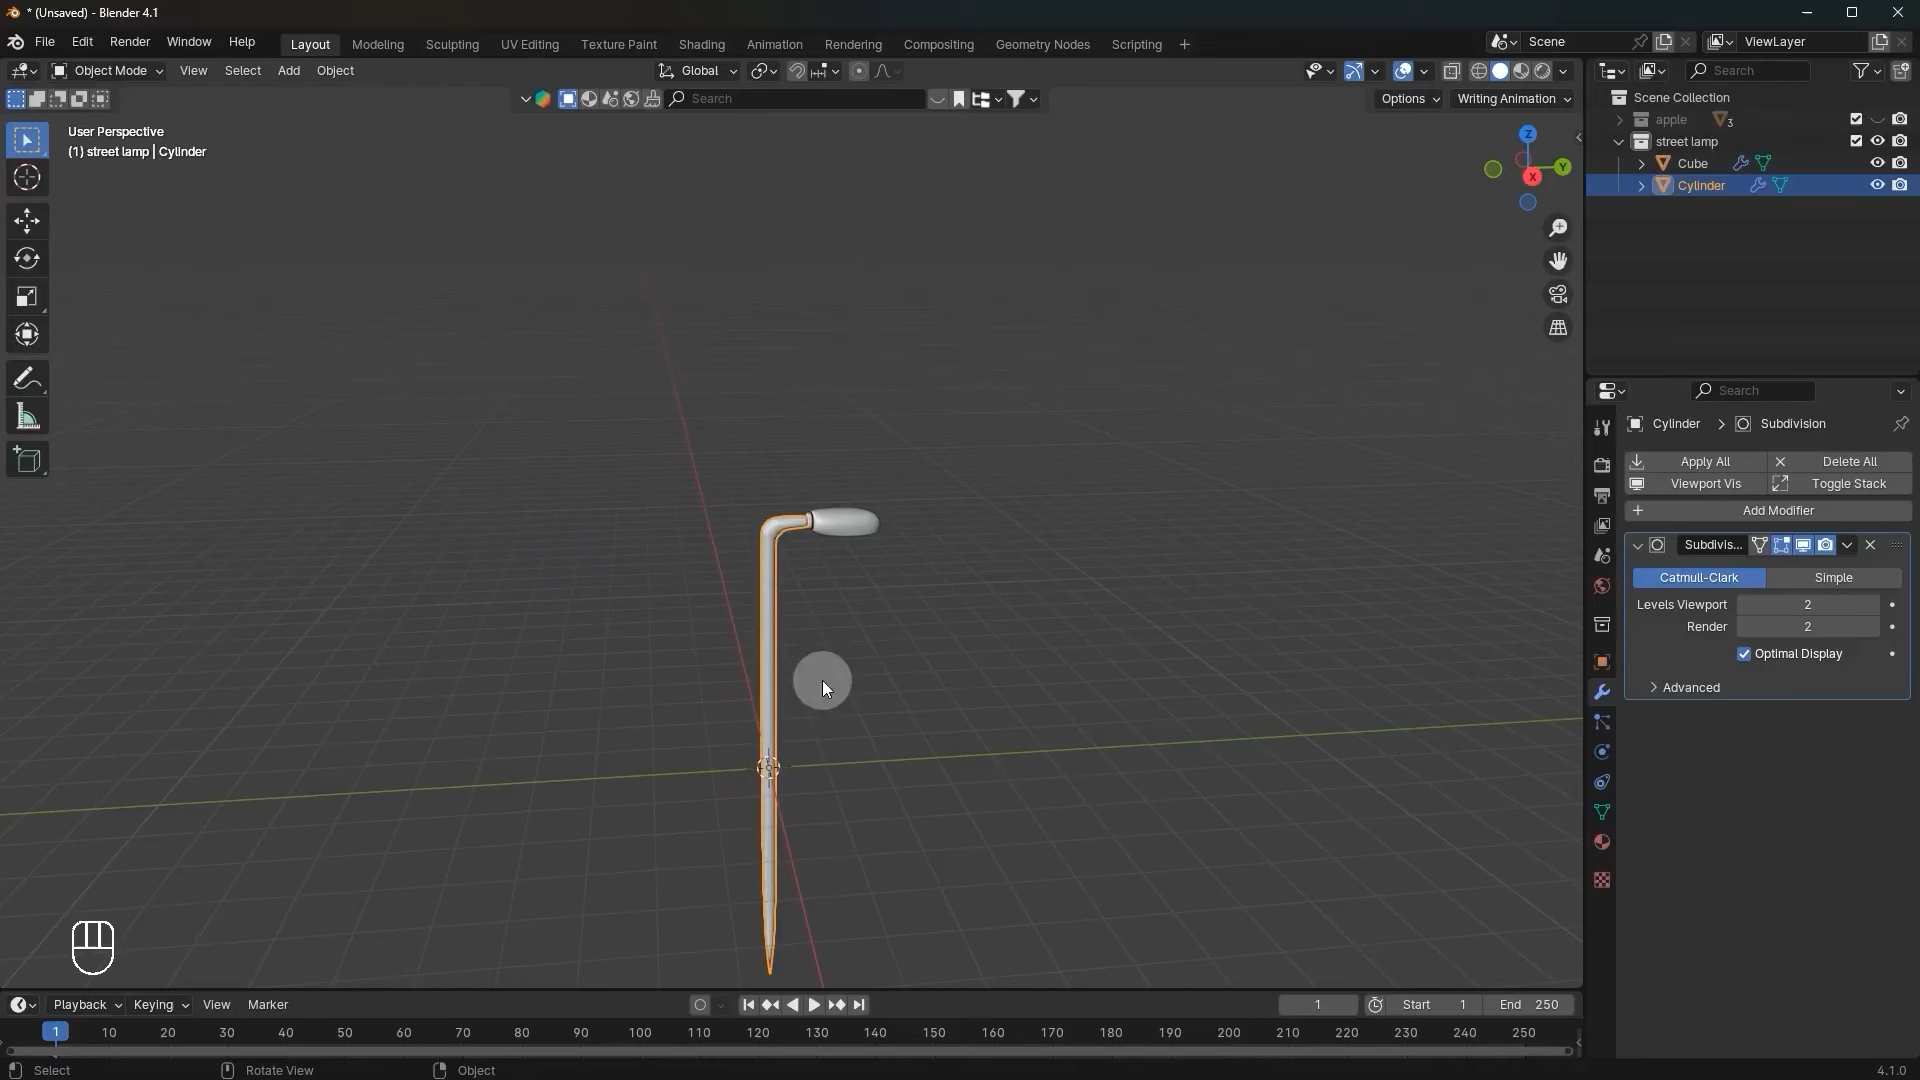 * (Unsaved) - Blender 4.1
File Edit Render Window Help Layout Modeling Sculpting UV Editing Texture Paint Shading Animation Rendering Compositing Geometry Nodes Scripting + Scene ViewLayer
Object Mode View Select Add Object Global Search
Search Options Writing Animation
User Perspective
(1) street lamp | Cylinder
Z
Y
X
Scene Collection
apple 3
street lamp
Cube
Cylinder
Search
Cylinder > Subdivision
Apply All Delete All
Viewport Vis Toggle Stack
+ Add Modifier
Subdivis...
Catmull-Clark Simple
Levels Viewport 2
Render 2
Optimal Display
Advanced
Playback Keying View Marker 1 Start 1 End 250
1 10 20 30 40 50 60 70 80 90 100 110 120 130 140 150 160 170 180 190 200 210 220 230 240 250
Select Rotate View Object 4.1.0